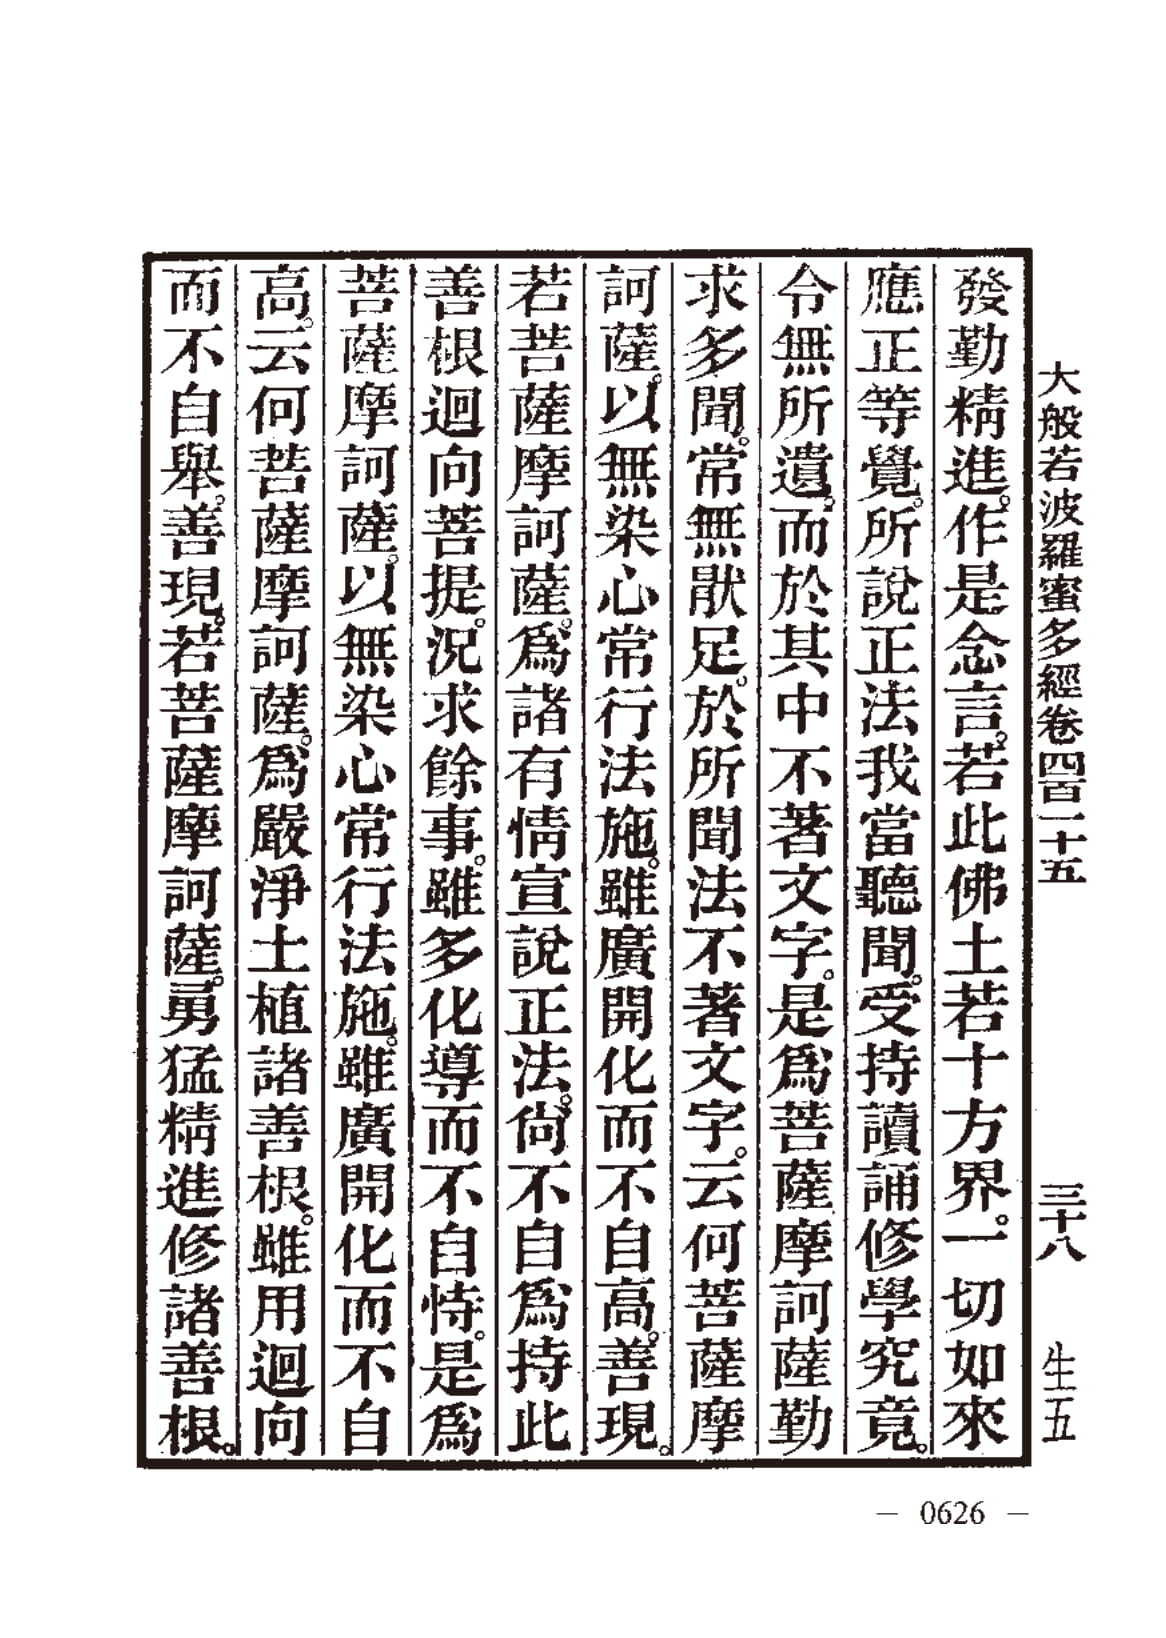 大般若波羅蜜多經卷四百一十五 三十八 生五
發勤精進。作是念言。若此佛土若十方界。一切如來
應正等覺。所說正法我當聽聞。受持讀誦修學究竟。
令無所遺。而於其中不著文字。是為菩薩摩訶薩勤
求多聞。常無猒足。於所聞法不著文字。云何菩薩摩
訶薩。以無染心常行法施。雖廣開化而不自高。善現。
若菩薩摩訶薩。為諸有情宣說正法。尚不自為持此
善根迴向菩提。況求餘事。雖多化導而不自恃。是為
菩薩摩訶薩。以無染心常行法施。雖廣開化而不自
高。云何菩薩摩訶薩。為嚴淨土植諸善根。雖用迴向
而不自舉。善現。若菩薩摩訶薩。勇猛精進修諸善根。
— 0626 —